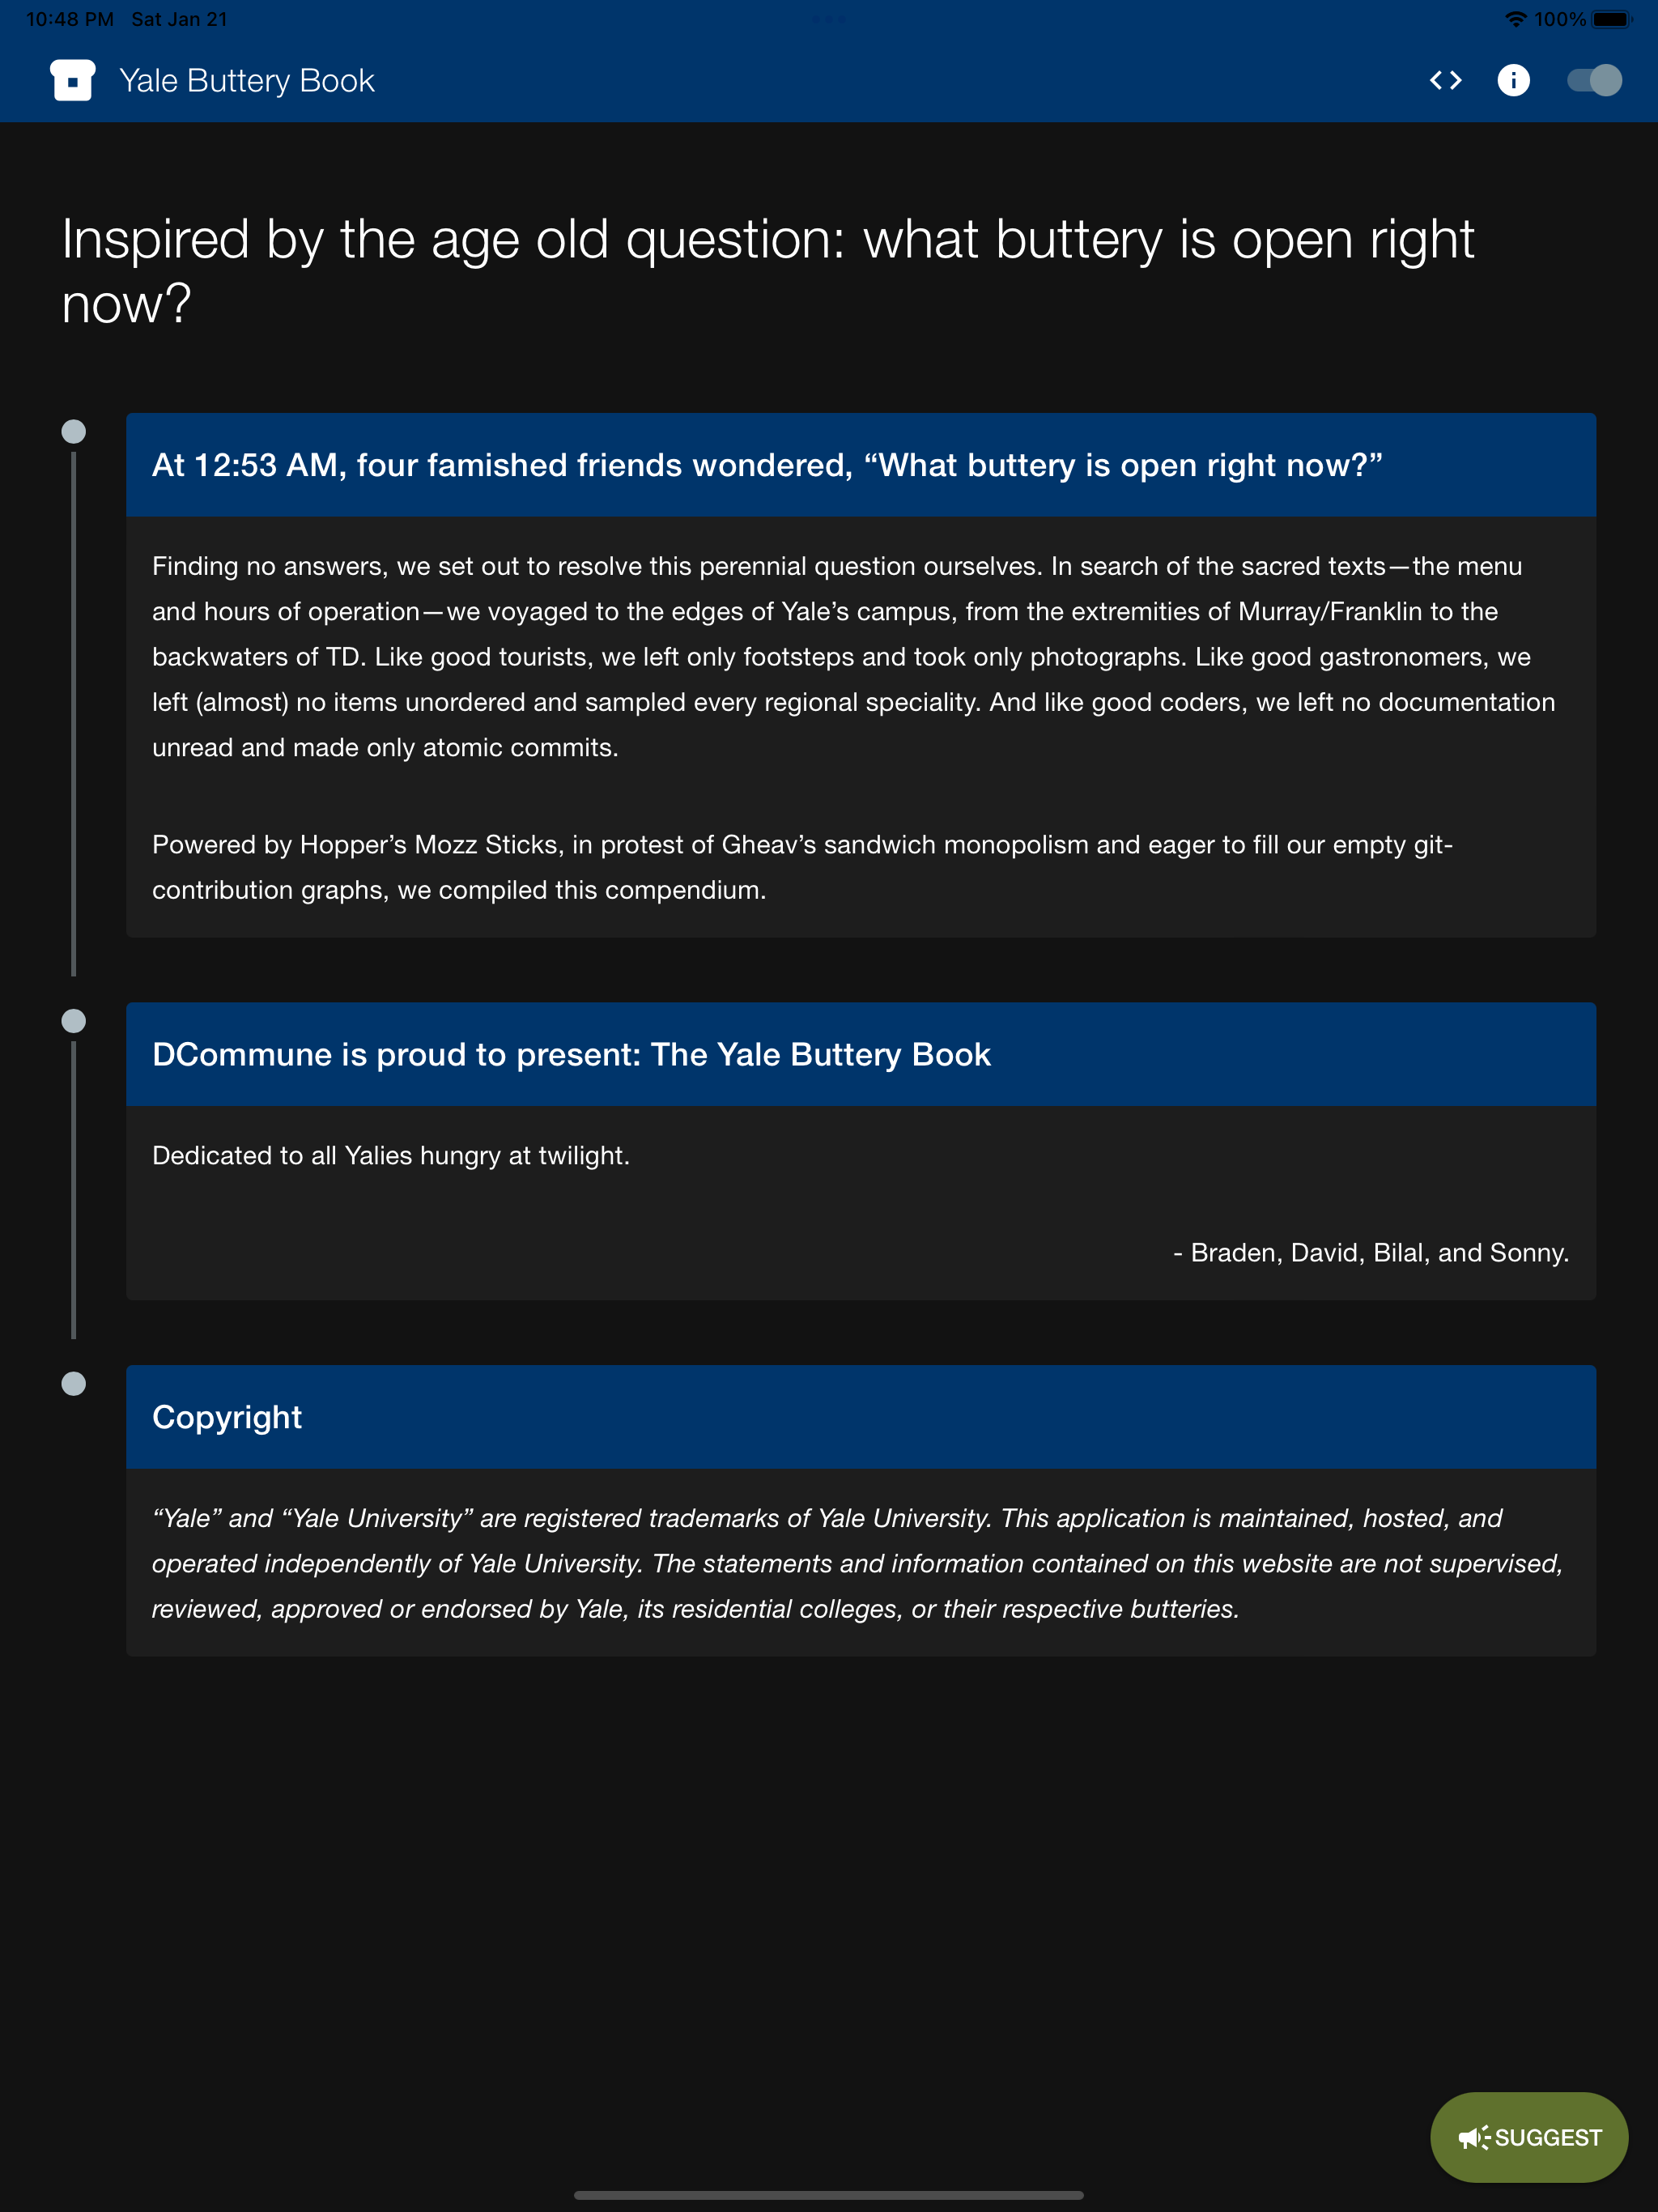 10:48 PM Sat Jan 21
100%
Yale Buttery Book
Inspired by the age old question: what buttery is open right
now?
At 12:53 AM, four famished friends wondered, “What buttery is open right now?”
Finding no answers, we set out to resolve this perennial question ourselves. In search of the sacred texts—the menu
and hours of operation—we voyaged to the edges of Yale’s campus, from the extremities of Murray/Franklin to the
backwaters of TD. Like good tourists, we left only footsteps and took only photographs. Like good gastronomers, we
left (almost) no items unordered and sampled every regional speciality. And like good coders, we left no documentation
unread and made only atomic commits.
Powered by Hopper’s Mozz Sticks, in protest of Gheav’s sandwich monopolism and eager to fill our empty git-
contribution graphs, we compiled this compendium.
DCommune is proud to present: The Yale Buttery Book
Dedicated to all Yalies hungry at twilight.
- Braden, David, Bilal, and Sonny.
Copyright
“Yale” and “Yale University” are registered trademarks of Yale University. This application is maintained, hosted, and
operated independently of Yale University. The statements and information contained on this website are not supervised,
reviewed, approved or endorsed by Yale, its residential colleges, or their respective butteries.
SUGGEST